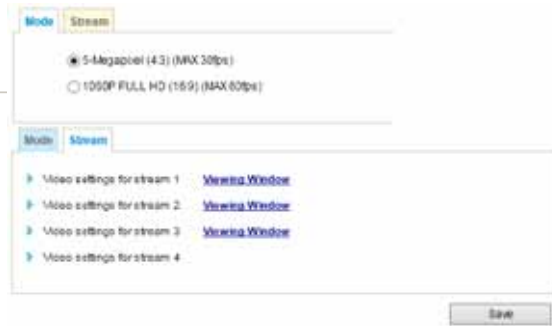 Mode Stream
5-Megapixel (4:3) (MAX 30fps)
1080P FULL HD (16:9) (MAX 60fps)
Mode Stream
Video settings for stream 1 Viewing Window
Video settings for stream 2 Viewing Window
Video settings for stream 3 Viewing Window
Video settings for stream 4
Save